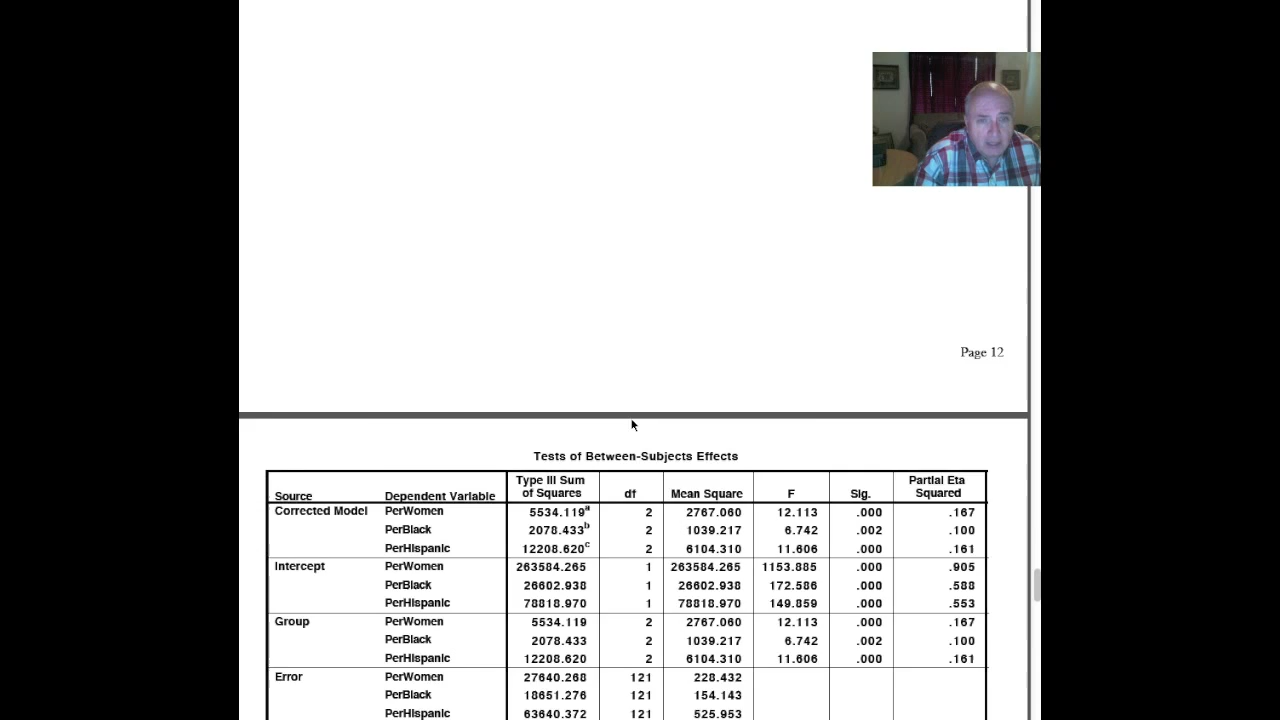 Page 12
Tests of Between-Subjects Effects
Source Dependent Variable Type III Sum of Squares df Mean Square F Sig. Partial Eta Squared
Corrected Model PerWomen 5534.119a 2 2767.060 12.113 .000 .167
PerBlack 2078.433b 2 1039.217 6.742 .002 .100
PerHispanic 12208.620c 2 6104.310 11.606 .000 .161
Intercept PerWomen 263584.265 1 263584.265 1153.885 .000 .905
PerBlack 26602.938 1 26602.938 172.586 .000 .588
PerHispanic 78818.970 1 78818.970 149.859 .000 .553
Group PerWomen 5534.119 2 2767.060 12.113 .000 .167
PerBlack 2078.433 2 1039.217 6.742 .002 .100
PerHispanic 12208.620 2 6104.310 11.606 .000 .161
Error PerWomen 27640.268 121 228.432
PerBlack 18651.276 121 154.143
PerHispanic 63640.372 121 525.953